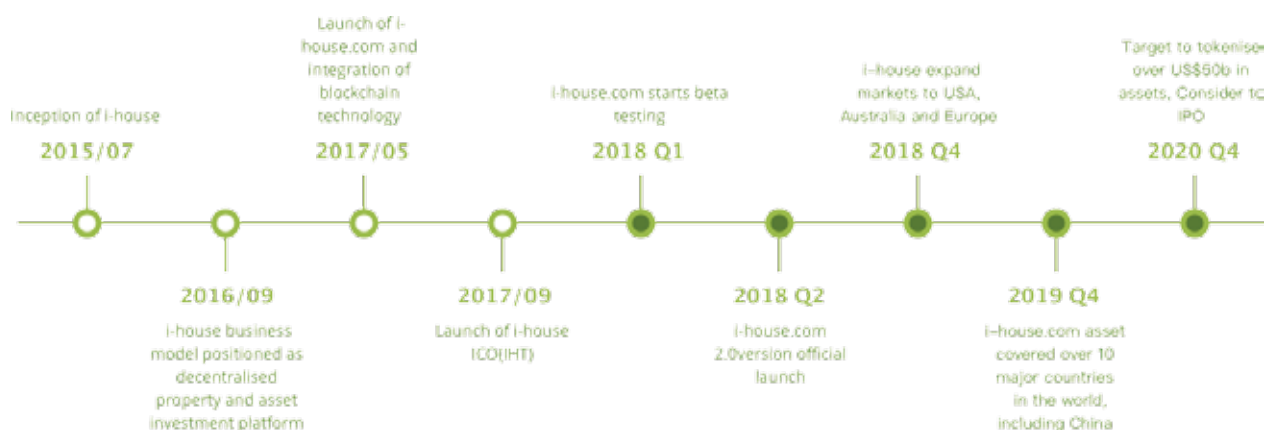 Inception of i-house
2015/07
2016/09
i-house business
model positioned as
decentralised
property and asset
investment platform
Launch of i-
house.com and
integration of
blockchain
technology
2017/05
2017/09
Launch of i-house
ICO(IHT)
i-house.com starts beta
testing
2018 Q1
2018 Q2
i-house.com
2.0version official
launch
i-house expand
markets to USA,
Australia and Europe
2018 Q4
2019 Q4
i-house.com asset
covered over 10
major countries
in the world,
including China
Target to tokenise
over US$50b in
assets, Consider to
IPO
2020 Q4